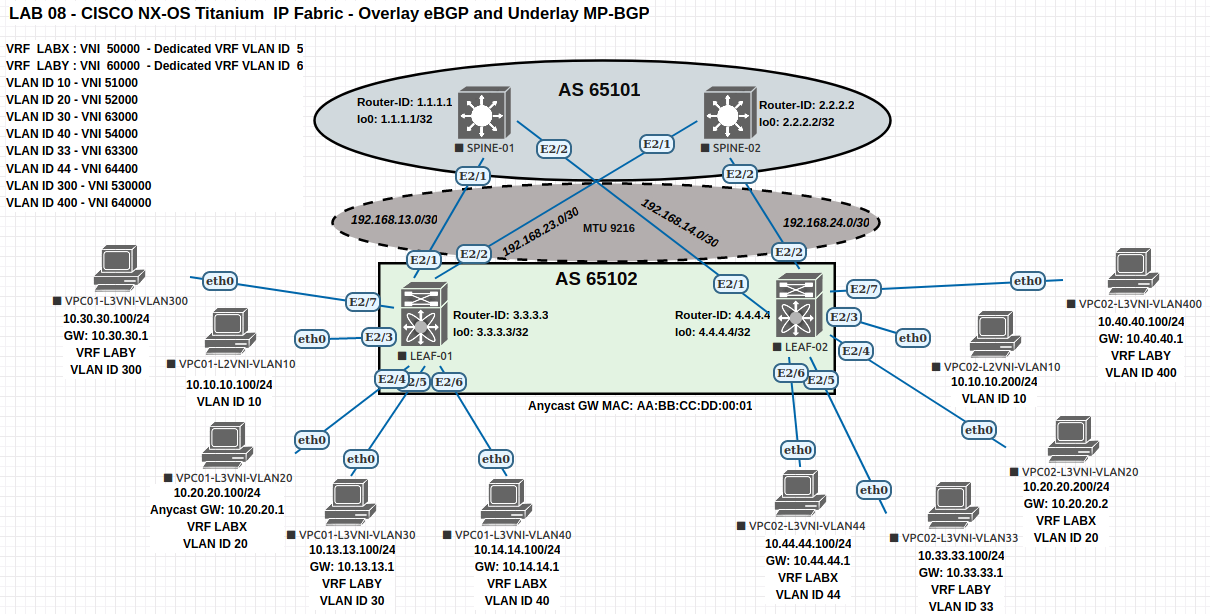 LAB 08 - CISCO NX-OS Titanium IP Fabric - Overlay eBGP and Underlay MP-BGP
VRF LABX : VNI 50000 - Dedicated VRF VLAN ID 5
VRF LABY : VNI 60000 - Dedicated VRF VLAN ID 6
VLAN ID 10 - VNI 51000
VLAN ID 20 - VNI 52000
VLAN ID 30 - VNI 63000
VLAN ID 40 - VNI 54000
VLAN ID 33 - VNI 63300
VLAN ID 44 - VNI 64400
VLAN ID 300 - VNI 530000
VLAN ID 400 - VNI 640000
AS 65101
Router-ID: 1.1.1.1
lo0: 1.1.1.1/32
SPINE-01
Router-ID: 2.2.2.2
lo0: 2.2.2.2/32
SPINE-02
E2/2
E2/1
E2/1
E2/2
192.168.13.0/30
192.168.23.0/30
MTU 9216
192.168.14.0/30
192.168.24.0/30
E2/1
E2/2
E2/2
E2/1
AS 65102
Router-ID: 3.3.3.3
lo0: 3.3.3.3/32
LEAF-01
Router-ID: 4.4.4.4
lo0: 4.4.4.4/32
LEAF-02
E2/7
E2/3
E2/4
2/5
E2/6
E2/7
E2/3
E2/4
E2/6
E2/5
Anycast GW MAC: AA:BB:CC:DD:00:01
eth0
VPC01-L3VNI-VLAN300
10.30.30.100/24
GW: 10.30.30.1
VRF LABY
VLAN ID 300
eth0
VPC01-L2VNI-VLAN10
10.10.10.100/24
VLAN ID 10
eth0
VPC01-L3VNI-VLAN20
10.20.20.100/24
Anycast GW: 10.20.20.1
VRF LABX
VLAN ID 20
eth0
VPC01-L3VNI-VLAN30
10.13.13.100/24
GW: 10.13.13.1
VRF LABY
VLAN ID 30
eth0
VPC01-L3VNI-VLAN40
10.14.14.100/24
GW: 10.14.14.1
VRF LABX
VLAN ID 40
eth0
VPC02-L3VNI-VLAN44
10.44.44.100/24
GW: 10.44.44.1
VRF LABX
VLAN ID 44
eth0
VPC02-L3VNI-VLAN33
10.33.33.100/24
GW: 10.33.33.1
VRF LABY
VLAN ID 33
eth0
VPC02-L3VNI-VLAN20
10.20.20.200/24
GW: 10.20.20.2
VRF LABX
VLAN ID 20
eth0
VPC02-L2VNI-VLAN10
10.10.10.200/24
VLAN ID 10
eth0
VPC02-L3VNI-VLAN400
10.40.40.100/24
GW: 10.40.40.1
VRF LABY
VLAN ID 400